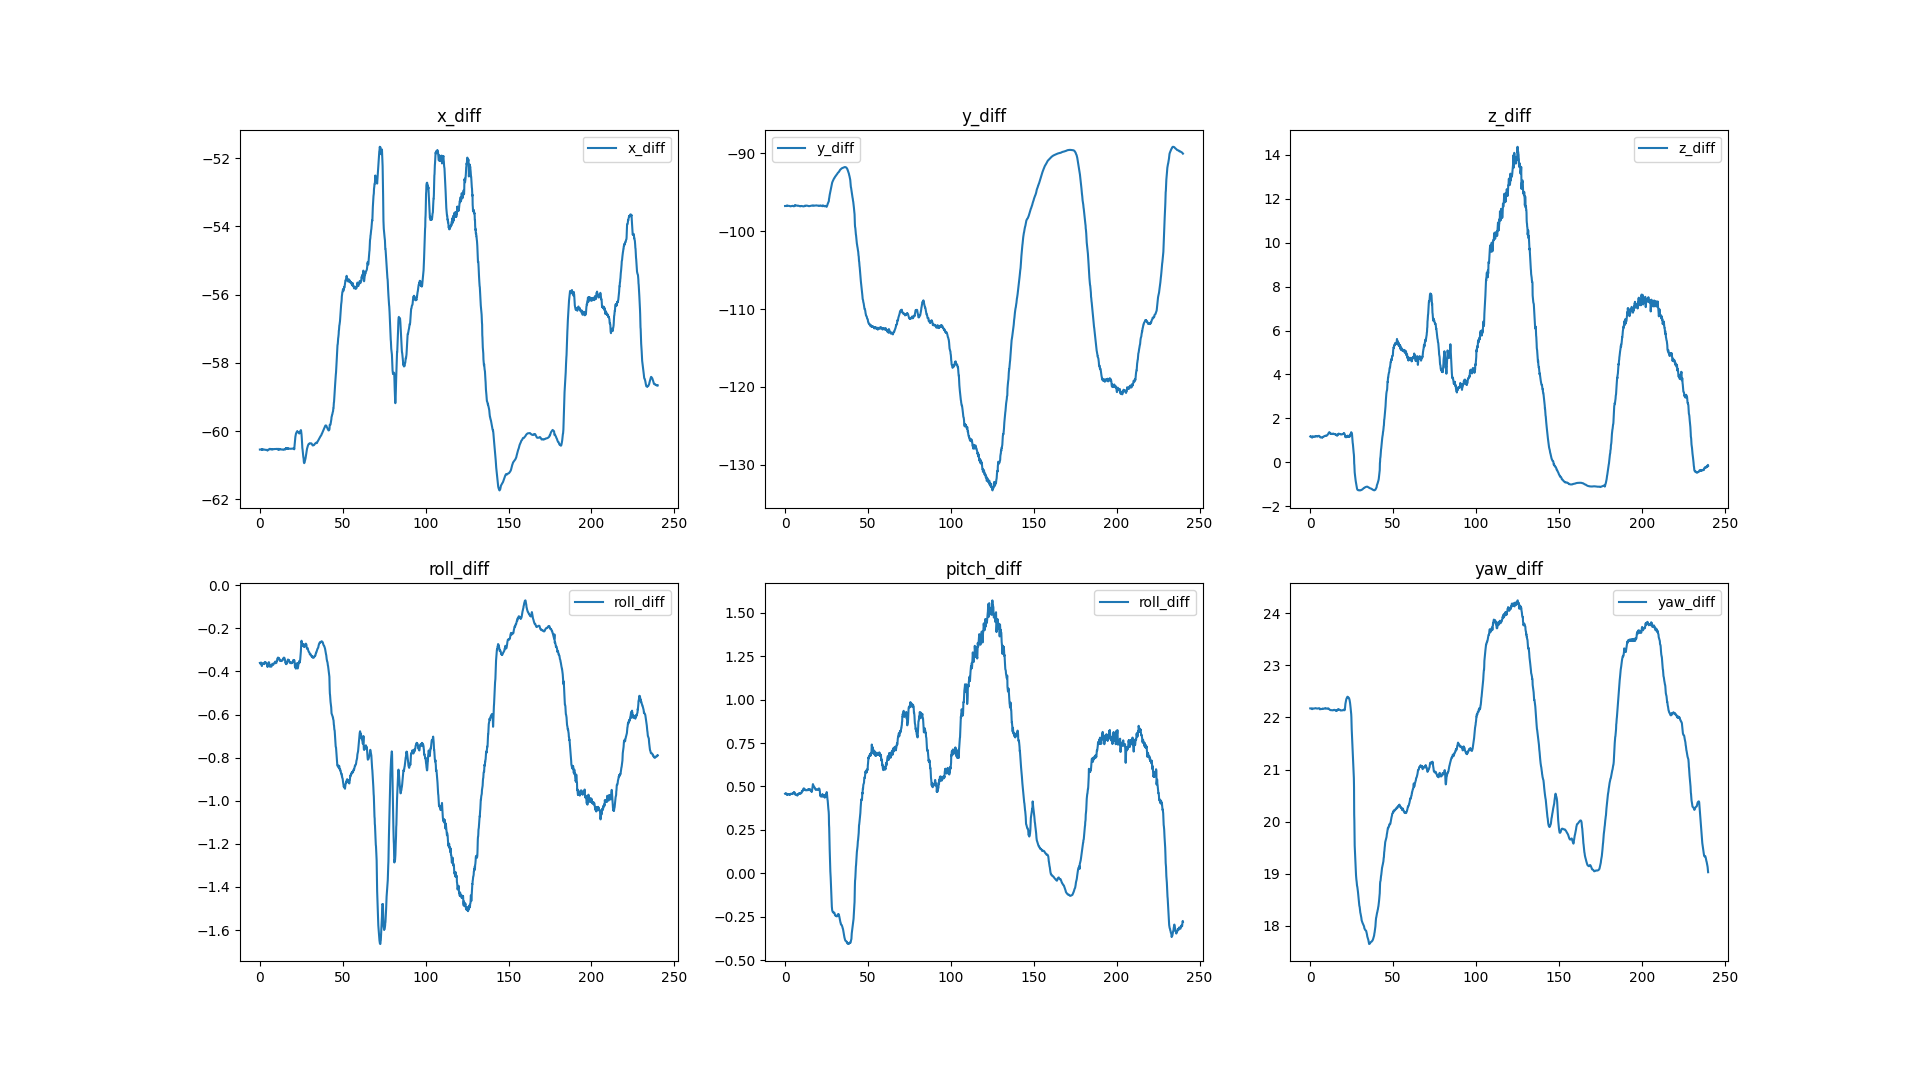 x_diff
y_diff
z_diff
x_diff
y_diff
z_diff
−52
−54
−56
−58
−60
−62
0 50 100 150 200 250
−90
−100
−110
−120
−130
0 50 100 150 200 250
14
12
10
8
6
4
2
0
−2
0 50 100 150 200 250
roll_diff
pitch_diff
yaw_diff
roll_diff
roll_diff
yaw_diff
0.0
−0.2
−0.4
−0.6
−0.8
−1.0
−1.2
−1.4
−1.6
0 50 100 150 200 250
1.50
1.25
1.00
0.75
0.50
0.25
0.00
−0.25
−0.50
0 50 100 150 200 250
24
23
22
21
20
19
18
0 50 100 150 200 250